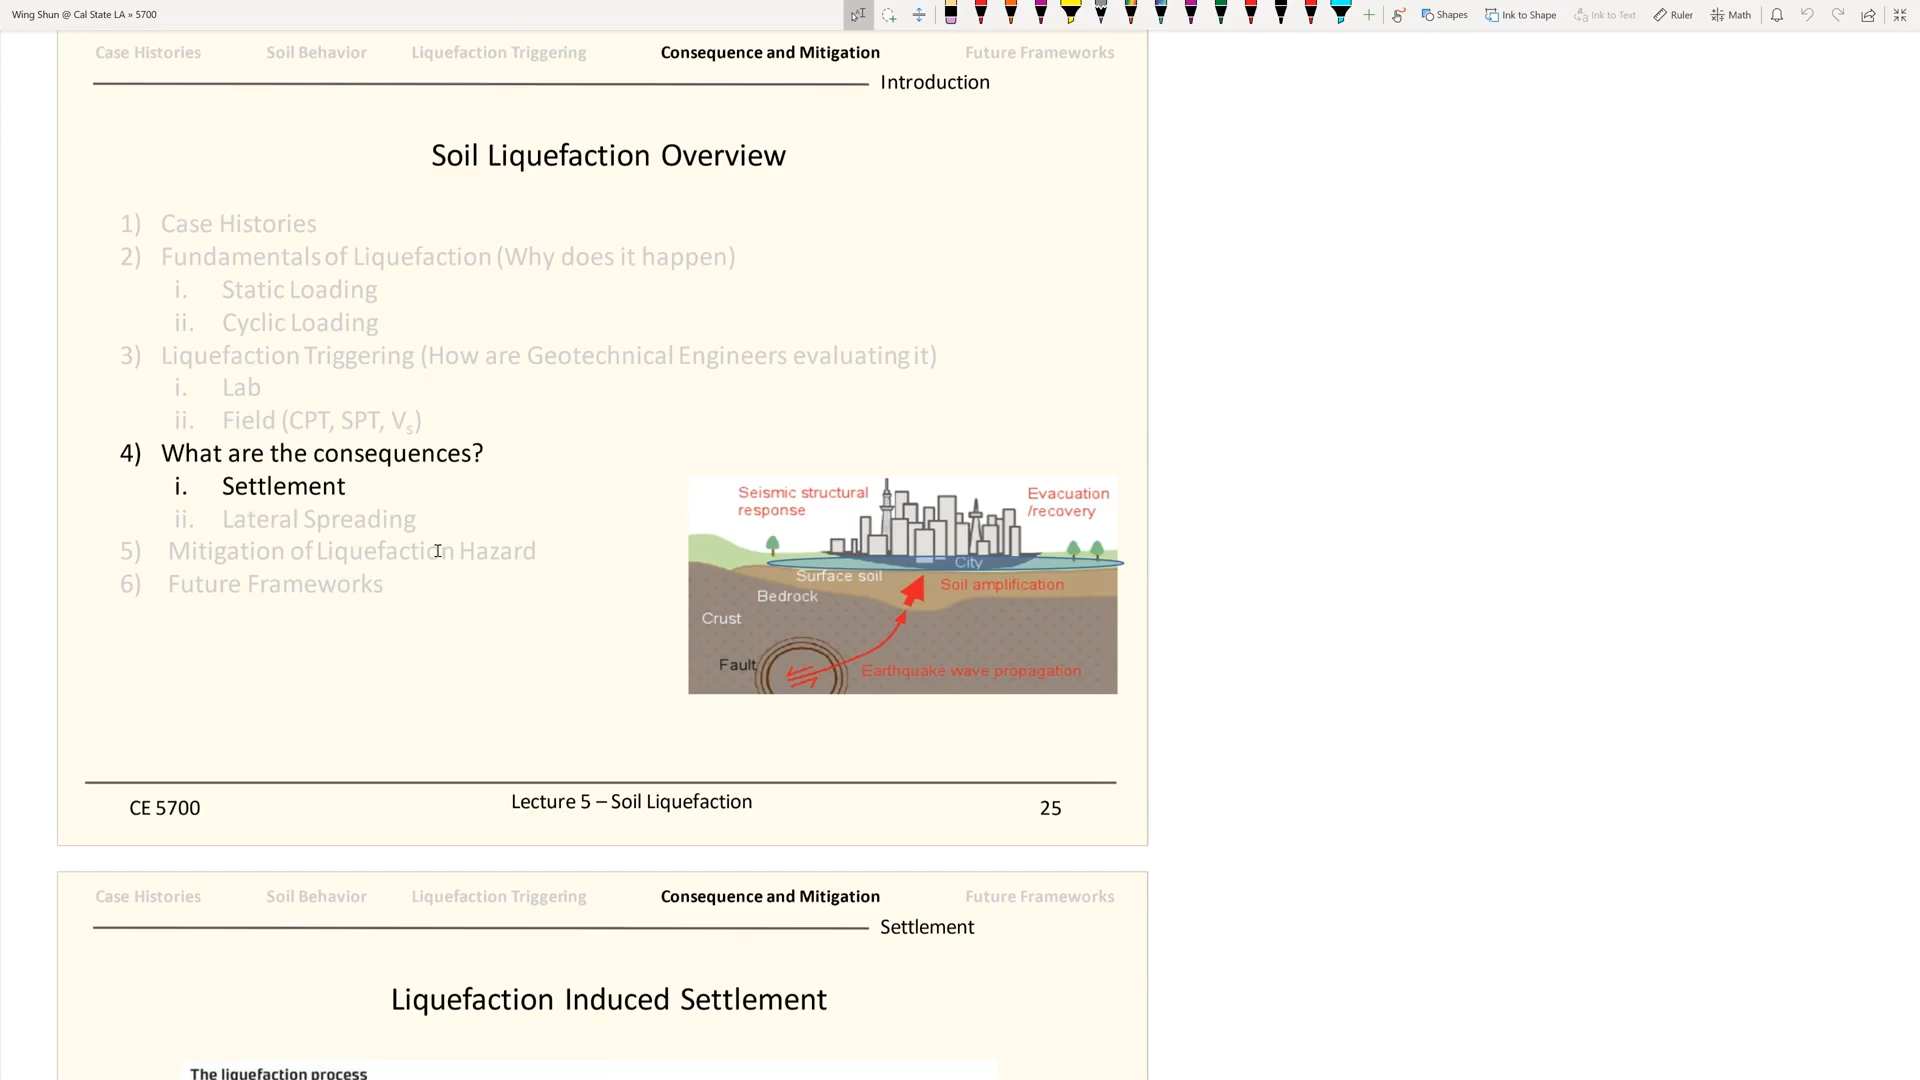 Wing Shun @ Cal State LA » 5700
Shapes Ink to Shape Ink to Text Ruler Math
Case Histories Soil Behavior Liquefaction Triggering Consequence and Mitigation Future Frameworks
Introduction
Soil Liquefaction Overview
1) Case Histories
2) Fundamentals of Liquefaction (Why does it happen)
i. Static Loading
ii. Cyclic Loading
3) Liquefaction Triggering (How are Geotechnical Engineers evaluating it)
i. Lab
ii. Field (CPT, SPT, Vs)
4) What are the consequences?
i. Settlement
ii. Lateral Spreading
5) Mitigation of Liquefaction Hazard
6) Future Frameworks
Seismic structural
response
Evacuation
/recovery
City
Surface soil
Soil amplification
Bedrock
Crust
Fault
Earthquake wave propagation
CE 5700
Lecture 5 – Soil Liquefaction
25
Case Histories Soil Behavior Liquefaction Triggering Consequence and Mitigation Future Frameworks
Settlement
Liquefaction Induced Settlement
The liquefaction process